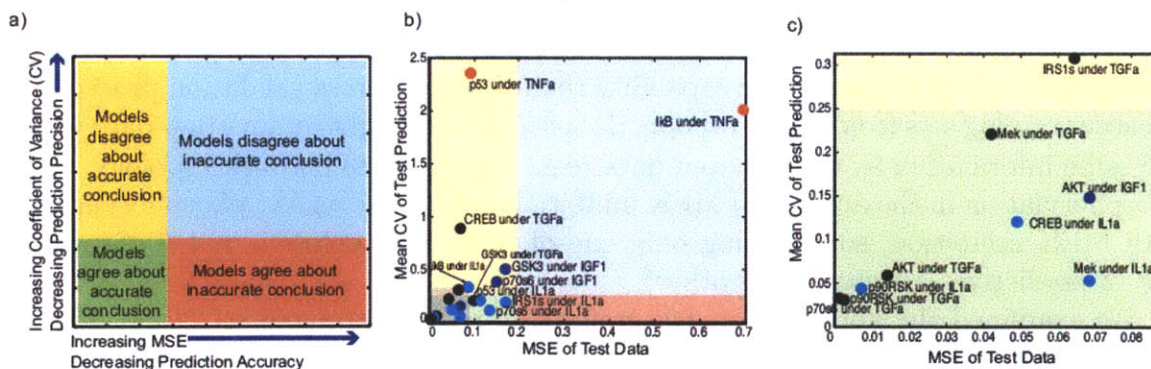 a)
Increasing Coefficient of Variance (CV)
Decreasing Prediction Precision
Models
disagree
about
accurate
conclusion
Models disagree about
inaccurate conclusion
Models
agree about
accurate
conclusion
Models agree about
inaccurate conclusion
Increasing MSE
Decreasing Prediction Accuracy
b)
Mean CV of Test Prediction
2.5
2
1.5
1
0.5
0
p53 under TNFa
IkB under TNFa
CREB under TGFa
GSK3 under TGFa
IkB under IL1a
GSK3 under IGF1
p70s6 under IGF1
p53 under IL1a
IRS1s under IL1a
p70s6 under IL1a
0 0.1 0.2 0.3 0.4 0.5 0.6 0.7
MSE of Test Data
c)
Mean CV of Test Prediction
0.3
0.25
0.2
0.15
0.1
0.05
0
IRS1s under TGFa
Mek under TGFa
AKT under IGF1
CREB under IL1a
AKT under TGFa
Mek under IL1a
p90RSK under IL1a
p90RSK under TGFa
p70s6 under TGFa
0 0.01 0.02 0.03 0.04 0.05 0.06 0.07 0.08
MSE of Test Data